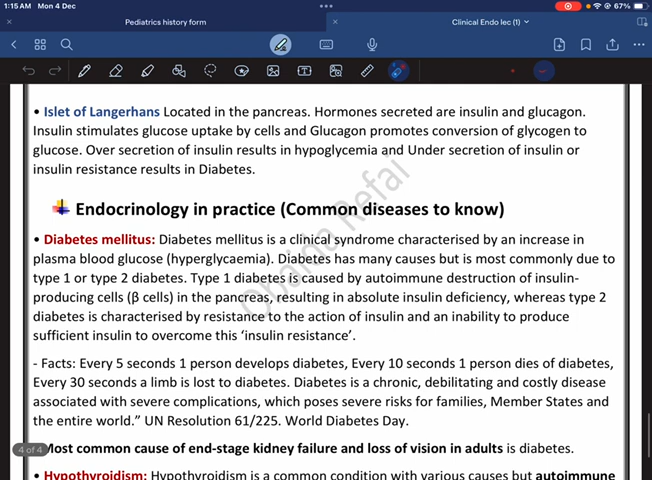 1:15 AM Mon 4 Dec
67%
Pediatrics history form
Clinical Endo lec (1)
• Islet of Langerhans Located in the pancreas. Hormones secreted are insulin and glucagon.
Insulin stimulates glucose uptake by cells and Glucagon promotes conversion of glycogen to
glucose. Over secretion of insulin results in hypoglycemia and Under secretion of insulin or
insulin resistance results in Diabetes.
Endocrinology in practice (Common diseases to know)
• Diabetes mellitus: Diabetes mellitus is a clinical syndrome characterised by an increase in
plasma blood glucose (hyperglycaemia). Diabetes has many causes but is most commonly due to
type 1 or type 2 diabetes. Type 1 diabetes is caused by autoimmune destruction of insulin-
producing cells (β cells) in the pancreas, resulting in absolute insulin deficiency, whereas type 2
diabetes is characterised by resistance to the action of insulin and an inability to produce
sufficient insulin to overcome this ‘insulin resistance’.
- Facts: Every 5 seconds 1 person develops diabetes, Every 10 seconds 1 person dies of diabetes,
Every 30 seconds a limb is lost to diabetes. Diabetes is a chronic, debilitating and costly disease
associated with severe complications, which poses severe risks for families, Member States and
the entire world.” UN Resolution 61/225. World Diabetes Day.
4 of 4
Most common cause of end-stage kidney failure and loss of vision in adults is diabetes.
• Hypothyroidism: Hypothyroidism is a common condition with various causes but autoimmune
Obaida Refai